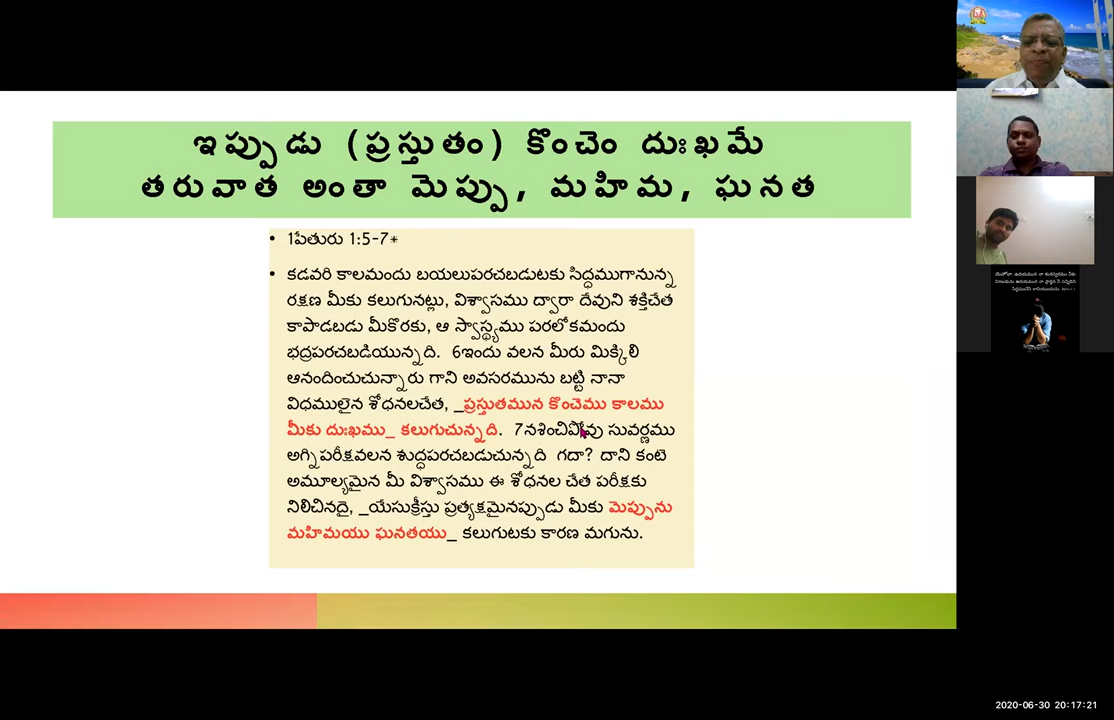 ఇప్పుడు (ప్రస్తుతం) కొంచెం దుఃఖమే
తరువాత అంతా మెప్పు, మహిమ, ఘనత
• 1పేతురు 1:5-7*
• కడవరి కాలమందు బయలుపరచబడుటకు సిద్ధముగానున్న
రక్షణ మీకు కలుగునట్లు, విశ్వాసము ద్వారా దేవుని శక్తిచేత
కాపాడబడు మీకొరకు, ఆ స్వాస్థ్యము పరలోకమందు
భద్రపరచబడియున్నది. 6ఇందు వలన మీరు మిక్కిలి
ఆనందించుచున్నారు గాని అవసరమును బట్టి నానా
విధములైన శోధనలచేత, _ప్రస్తుతమున కొంచెము కాలము
మీకు దుఃఖము_ కలుగుచున్నది. 7నశించిపోవు సువర్ణము
అగ్నిపరీక్షవలన శుద్ధపరచబడుచున్నది గదా? దాని కంటె
అమూల్యమైన మీ విశ్వాసము ఈ శోధనల చేత పరీక్షకు
నిలిచినదై, _యేసుక్రీస్తు ప్రత్యక్షమైనప్పుడు మీకు మెప్పును
మహిమయు ఘనతయు_ కలుగుటకు కారణ మగును.
2020-06-30 20:17:21